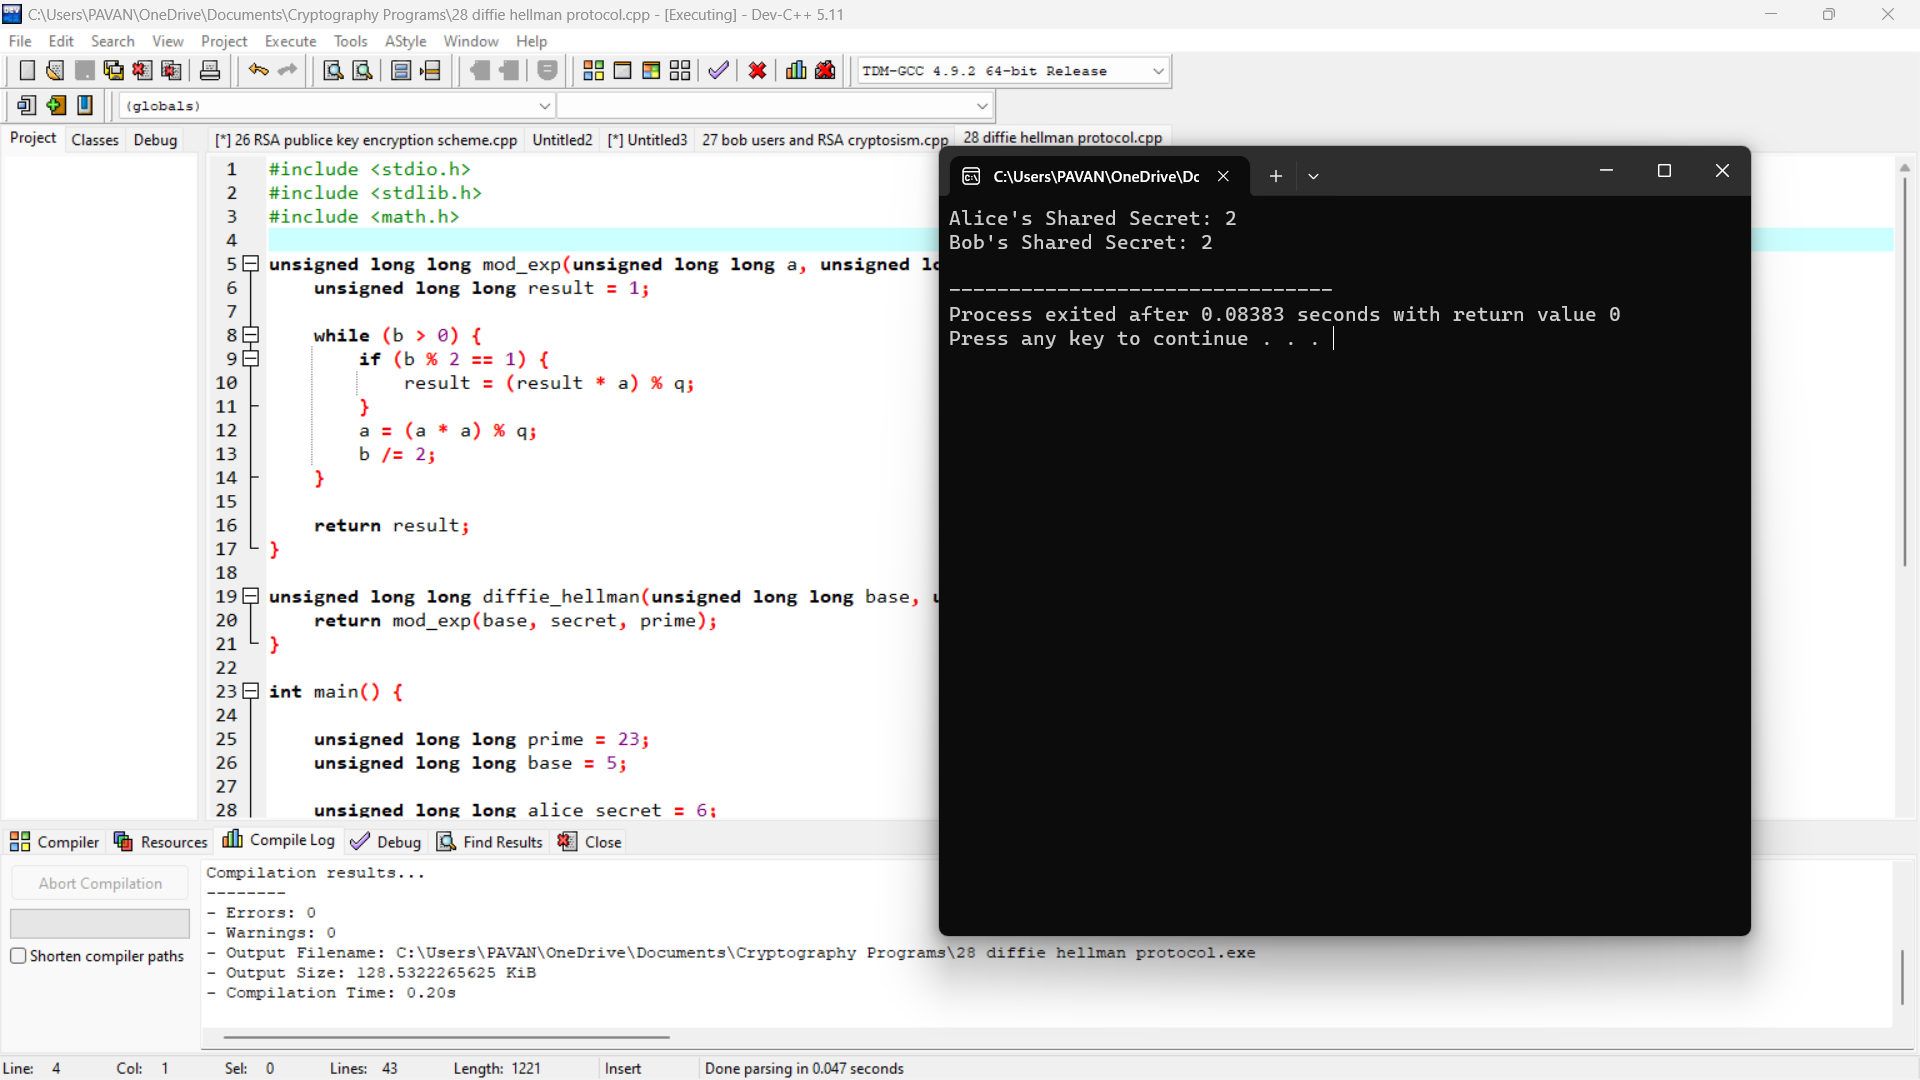 C:\Users\PAVAN\OneDrive\Documents\Cryptography Programs\28 diffie hellman protocol.cpp - [Executing] - Dev-C++ 5.11
File Edit Search View Project Execute Tools AStyle Window Help
TDM-GCC 4.9.2 64-bit Release
(globals)
Project Classes Debug
[*] 26 RSA publice key encryption scheme.cpp Untitled2 [*] Untitled3 27 bob users and RSA cryptosism.cpp 28 diffie hellman protocol.cpp
1 #include <stdio.h>
2 #include <stdlib.h>
3 #include <math.h>
4
5 unsigned long long mod_exp(unsigned long long a, unsigned
6 unsigned long long result = 1;
7
8 while (b > 0) {
9 if (b % 2 == 1) {
10 result = (result * a) % q;
11 }
12 a = (a * a) % q;
13 b /= 2;
14 }
15
16 return result;
17 }
18
19 unsigned long long diffie_hellman(unsigned long long base,
20 return mod_exp(base, secret, prime);
21 }
22
23 int main() {
24
25 unsigned long long prime = 23;
26 unsigned long long base = 5;
27
28 unsigned long long alice secret = 6;
C:\Users\PAVAN\OneDrive\Dc
Alice's Shared Secret: 2
Bob's Shared Secret: 2
--------------------------------
Process exited after 0.08383 seconds with return value 0
Press any key to continue . . .
Compiler Resources Compile Log Debug Find Results Close
Abort Compilation
Shorten compiler paths
Compilation results...
--------
- Errors: 0
- Warnings: 0
- Output Filename: C:\Users\PAVAN\OneDrive\Documents\Cryptography Programs\28 diffie hellman protocol.exe
- Output Size: 128.5322265625 KiB
- Compilation Time: 0.20s
Line: 4 Col: 1 Sel: 0 Lines: 43 Length: 1221 Insert Done parsing in 0.047 seconds